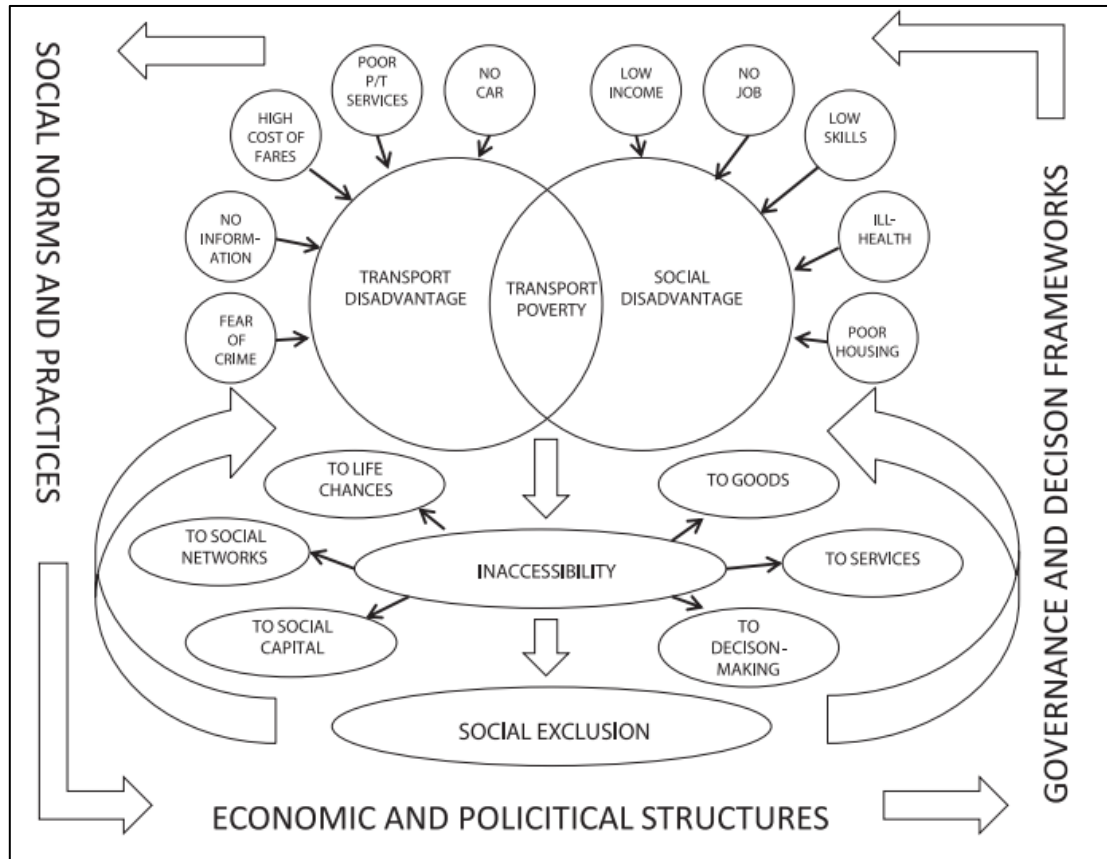 SOCIAL NORMS AND PRACTICES
POOR
P/T
SERVICES
NO
CAR
LOW
INCOME
NO
JOB
HIGH
COST OF
FARES
LOW
SKILLS
NO
INFORM-
ATION
ILL-
HEALTH
FEAR
OF
CRIME
POOR
HOUSING
TRANSPORT
DISADVANTAGE
TRANSPORT
POVERTY
SOCIAL
DISADVANTAGE
GOVERNANCE AND DECISON FRAMEWORKS
TO LIFE
CHANCES
TO GOODS
TO SOCIAL
NETWORKS
INACCESSIBILITY
TO SERVICES
TO SOCIAL
CAPITAL
TO
DECISON-
MAKING
SOCIAL EXCLUSION
ECONOMIC AND POLICITICAL STRUCTURES